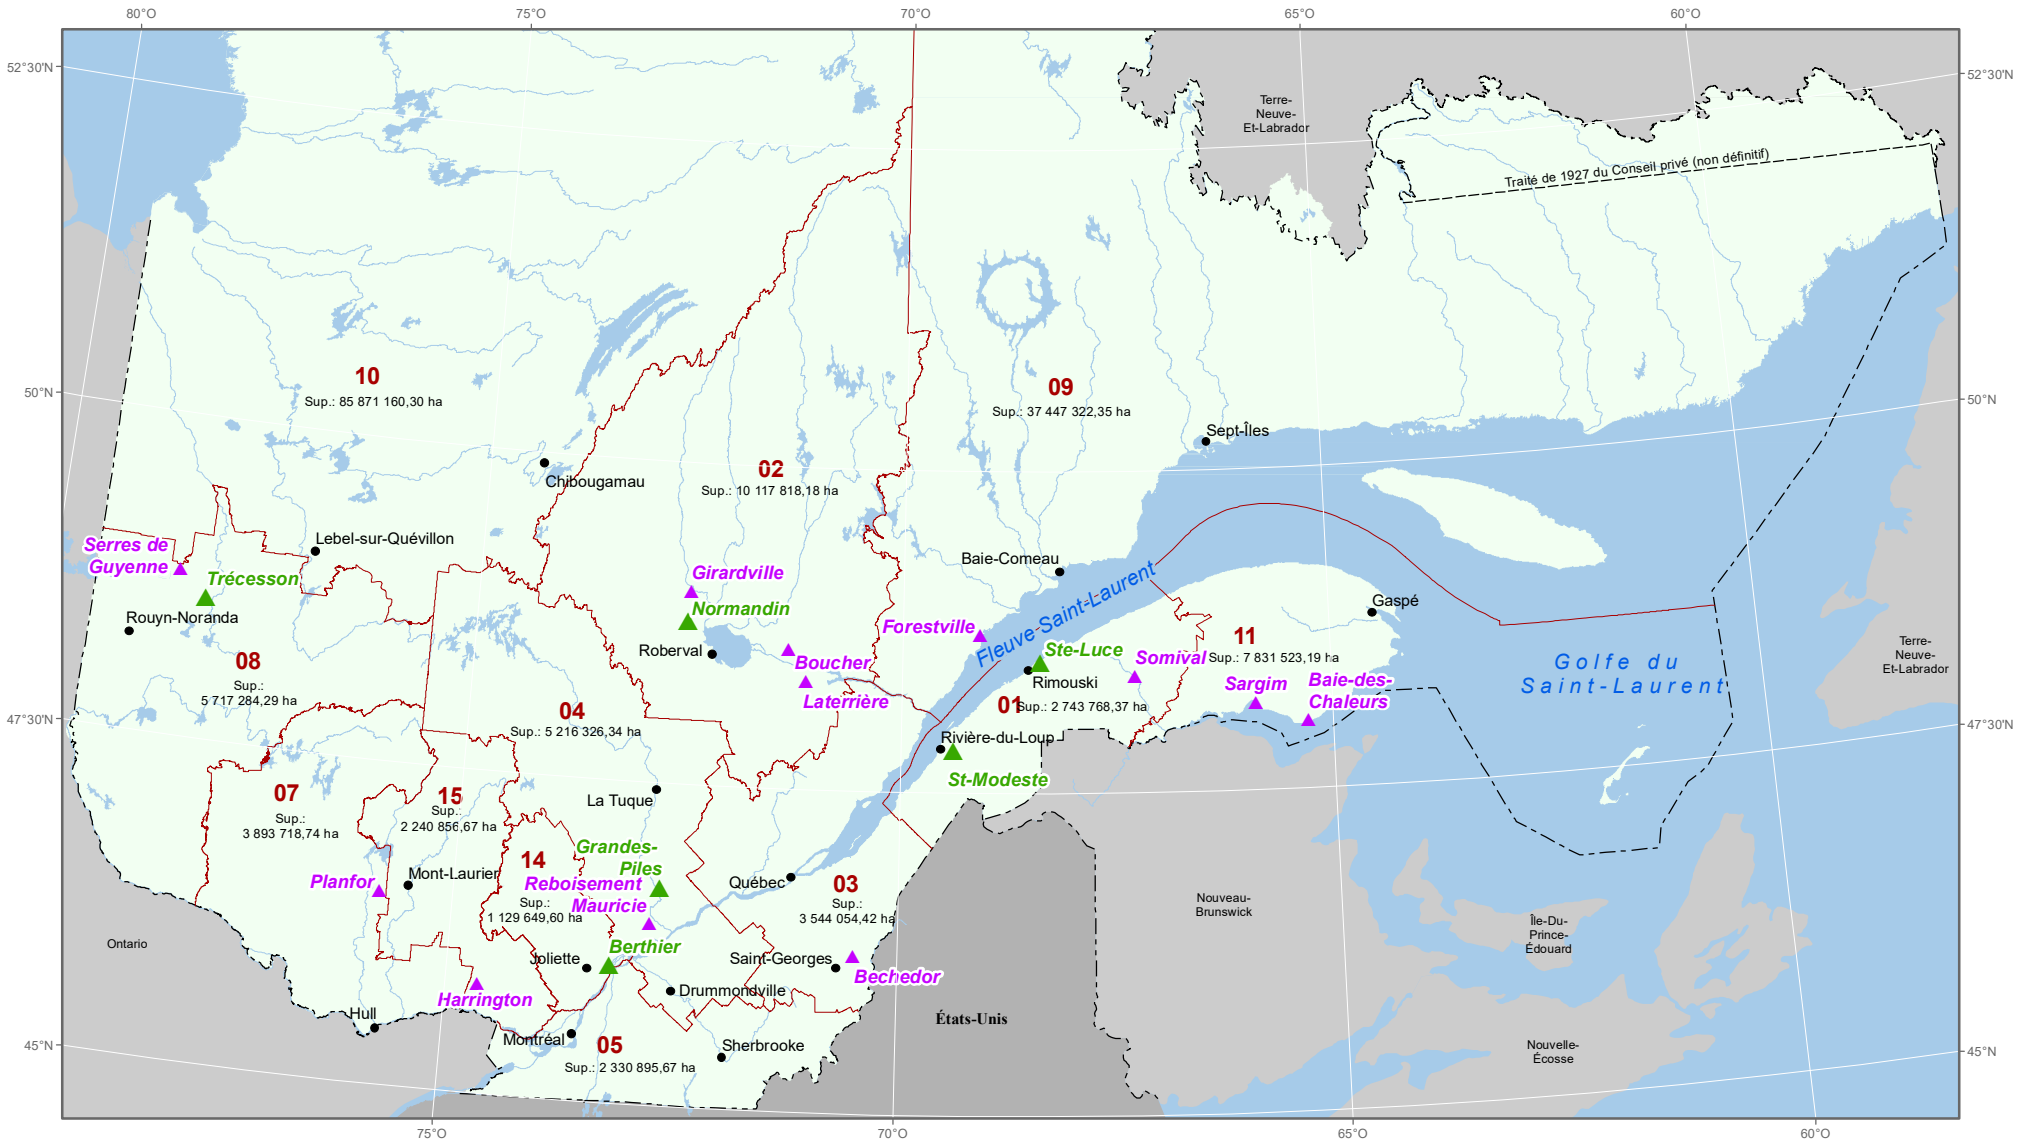 80°O
75°O
70°O
65°O
60°O
52°30'N
52°30'N
Terre-
Neuve-
Et-Labrador
Traité de 1927 du Conseil privé (non définitif)
10
Sup.: 85 871 160,30 ha
09
Sup.: 37 447 322,35 ha
50°N
50°N
Sept-Îles
02
Sup.: 10 117 818,18 ha
Chibougamau
Lebel-sur-Quévillon
Serres de
Guyenne
Trécesson
Rouyn-Noranda
Girardville
Normandin
Roberval
Boucher
Laterrière
Baie-Comeau
Forestville
Fleuve Saint-Laurent
Ste-Luce
Rimouski
Somival
11
Sup.: 7 831 523,19 ha
Gaspé
Sargim
Baie-des-
Chaleurs
Golfe du
Saint-Laurent
Terre-
Neuve-
Et-Labrador
08
Sup.:
5 717 284,29 ha
04
Sup.: 5 216 326,34 ha
01
Sup.: 2 743 768,37 ha
Rivière-du-Loup
St-Modeste
47°30'N
47°30'N
07
Sup.:
3 893 718,74 ha
15
Sup.:
2 240 856,67 ha
La Tuque
Grandes-
Piles
14
Sup.:
1 129 649,60 ha
Reboisement
Mauricie
Planfor
Mont-Laurier
Québec
03
Sup.:
3 544 054,42 ha
Nouveau-
Brunswick
Île-Du-
Prince-
Édouard
Ontario
Berthier
Joliette
Saint-Georges
Bechedor
Drummondville
Harrington
Hull
Montréal
05
Sup.: 2 330 895,67 ha
Sherbrooke
États-Unis
Nouvelle-
Écosse
45°N
45°N
75°O
70°O
65°O
60°O